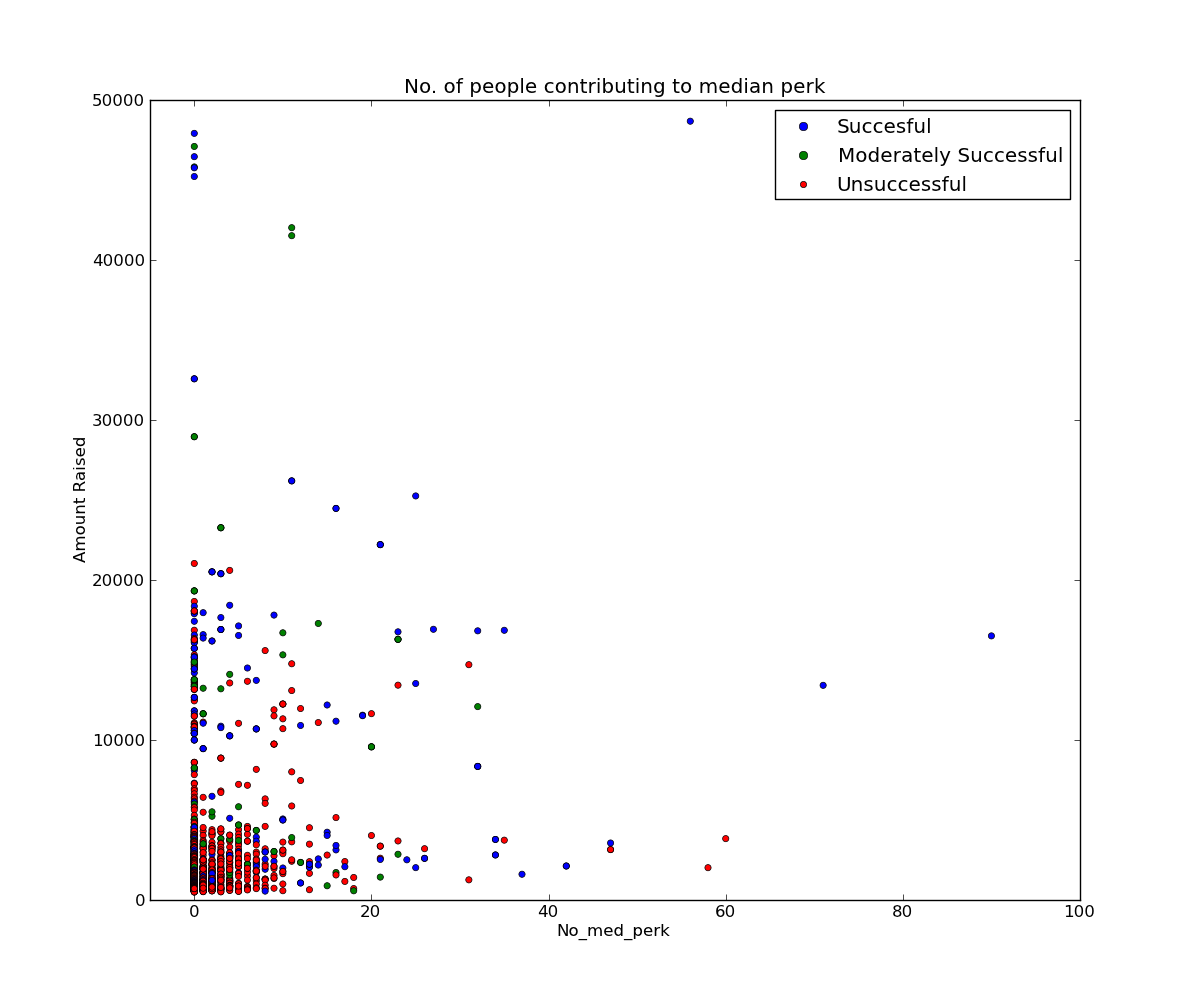 No. of people contributing to median perk
50000
40000
30000
20000
10000
0
Amount Raised
Succesful
Moderately Successful
Unsuccessful
0 20 40 60 80 100
No_med_perk